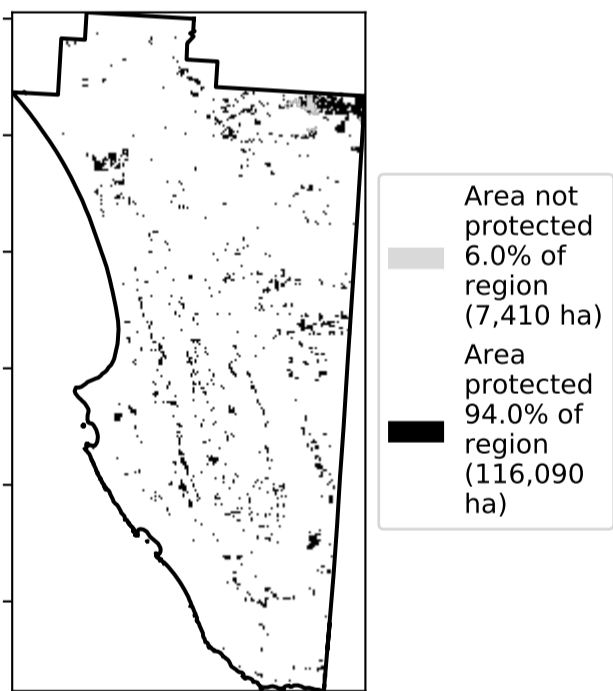 Area not
protected
6.0% of
region
(7,410 ha)
Area
protected
94.0% of
region
(116,090
ha)